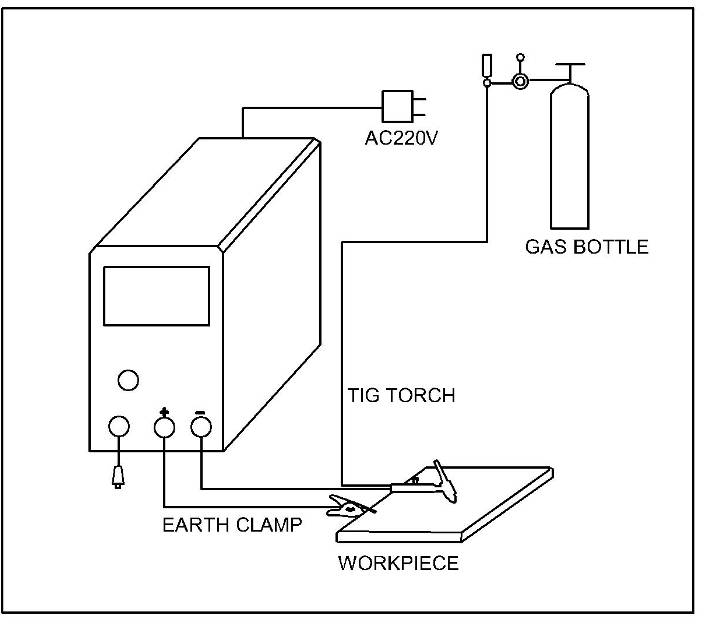 AC220V
GAS BOTTLE
TIG TORCH
+ -
EARTH CLAMP
WORKPIECE